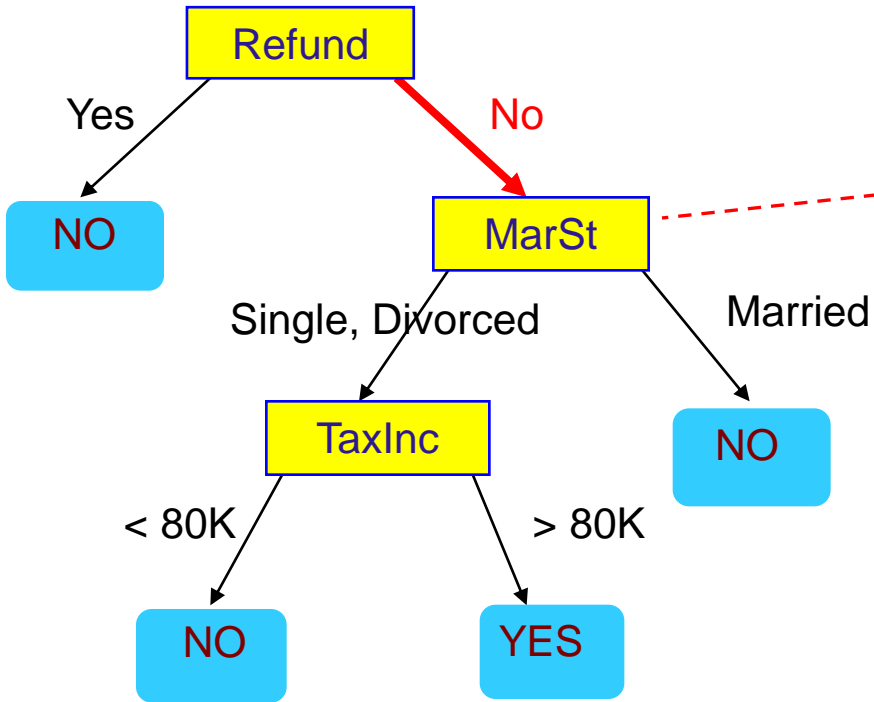 Refund
Yes
No
NO
MarSt
Single, Divorced
Married
TaxInc
NO
< 80K
> 80K
NO
YES